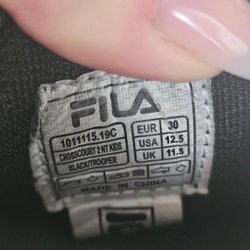 FILA
1011115.19C
CROSSCOURT 2 NT KIDS
BLACK/TROOPER
EUR 30
USA 12.5
UK 11.5
MADE IN CHINA